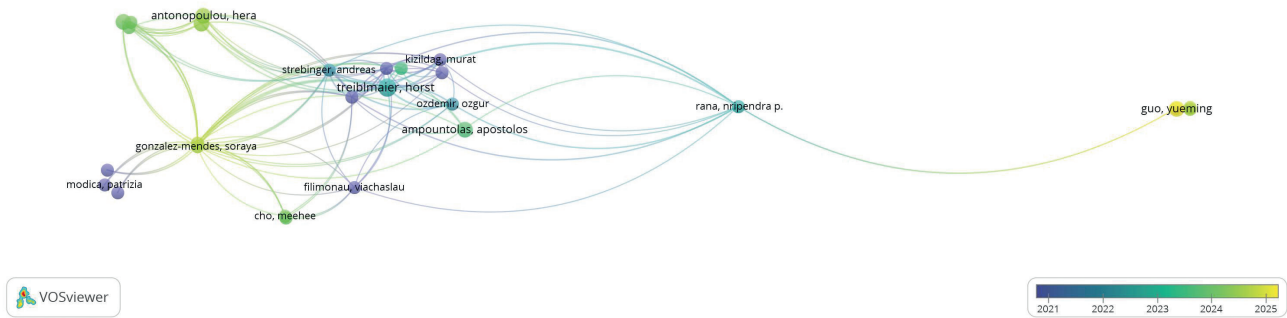 antonopoulou, hera
kizildag, murat
strebinger, andreas
treiblmaier, horst
ozdemir, ozgur
rana, nripendra p.
guo, yueming
ampountolas, apostolos
gonzalez-mendes, soraya
modica, patrizia
filimonau, viachaslau
cho, meehee
VOSviewer
2021 2022 2023 2024 2025